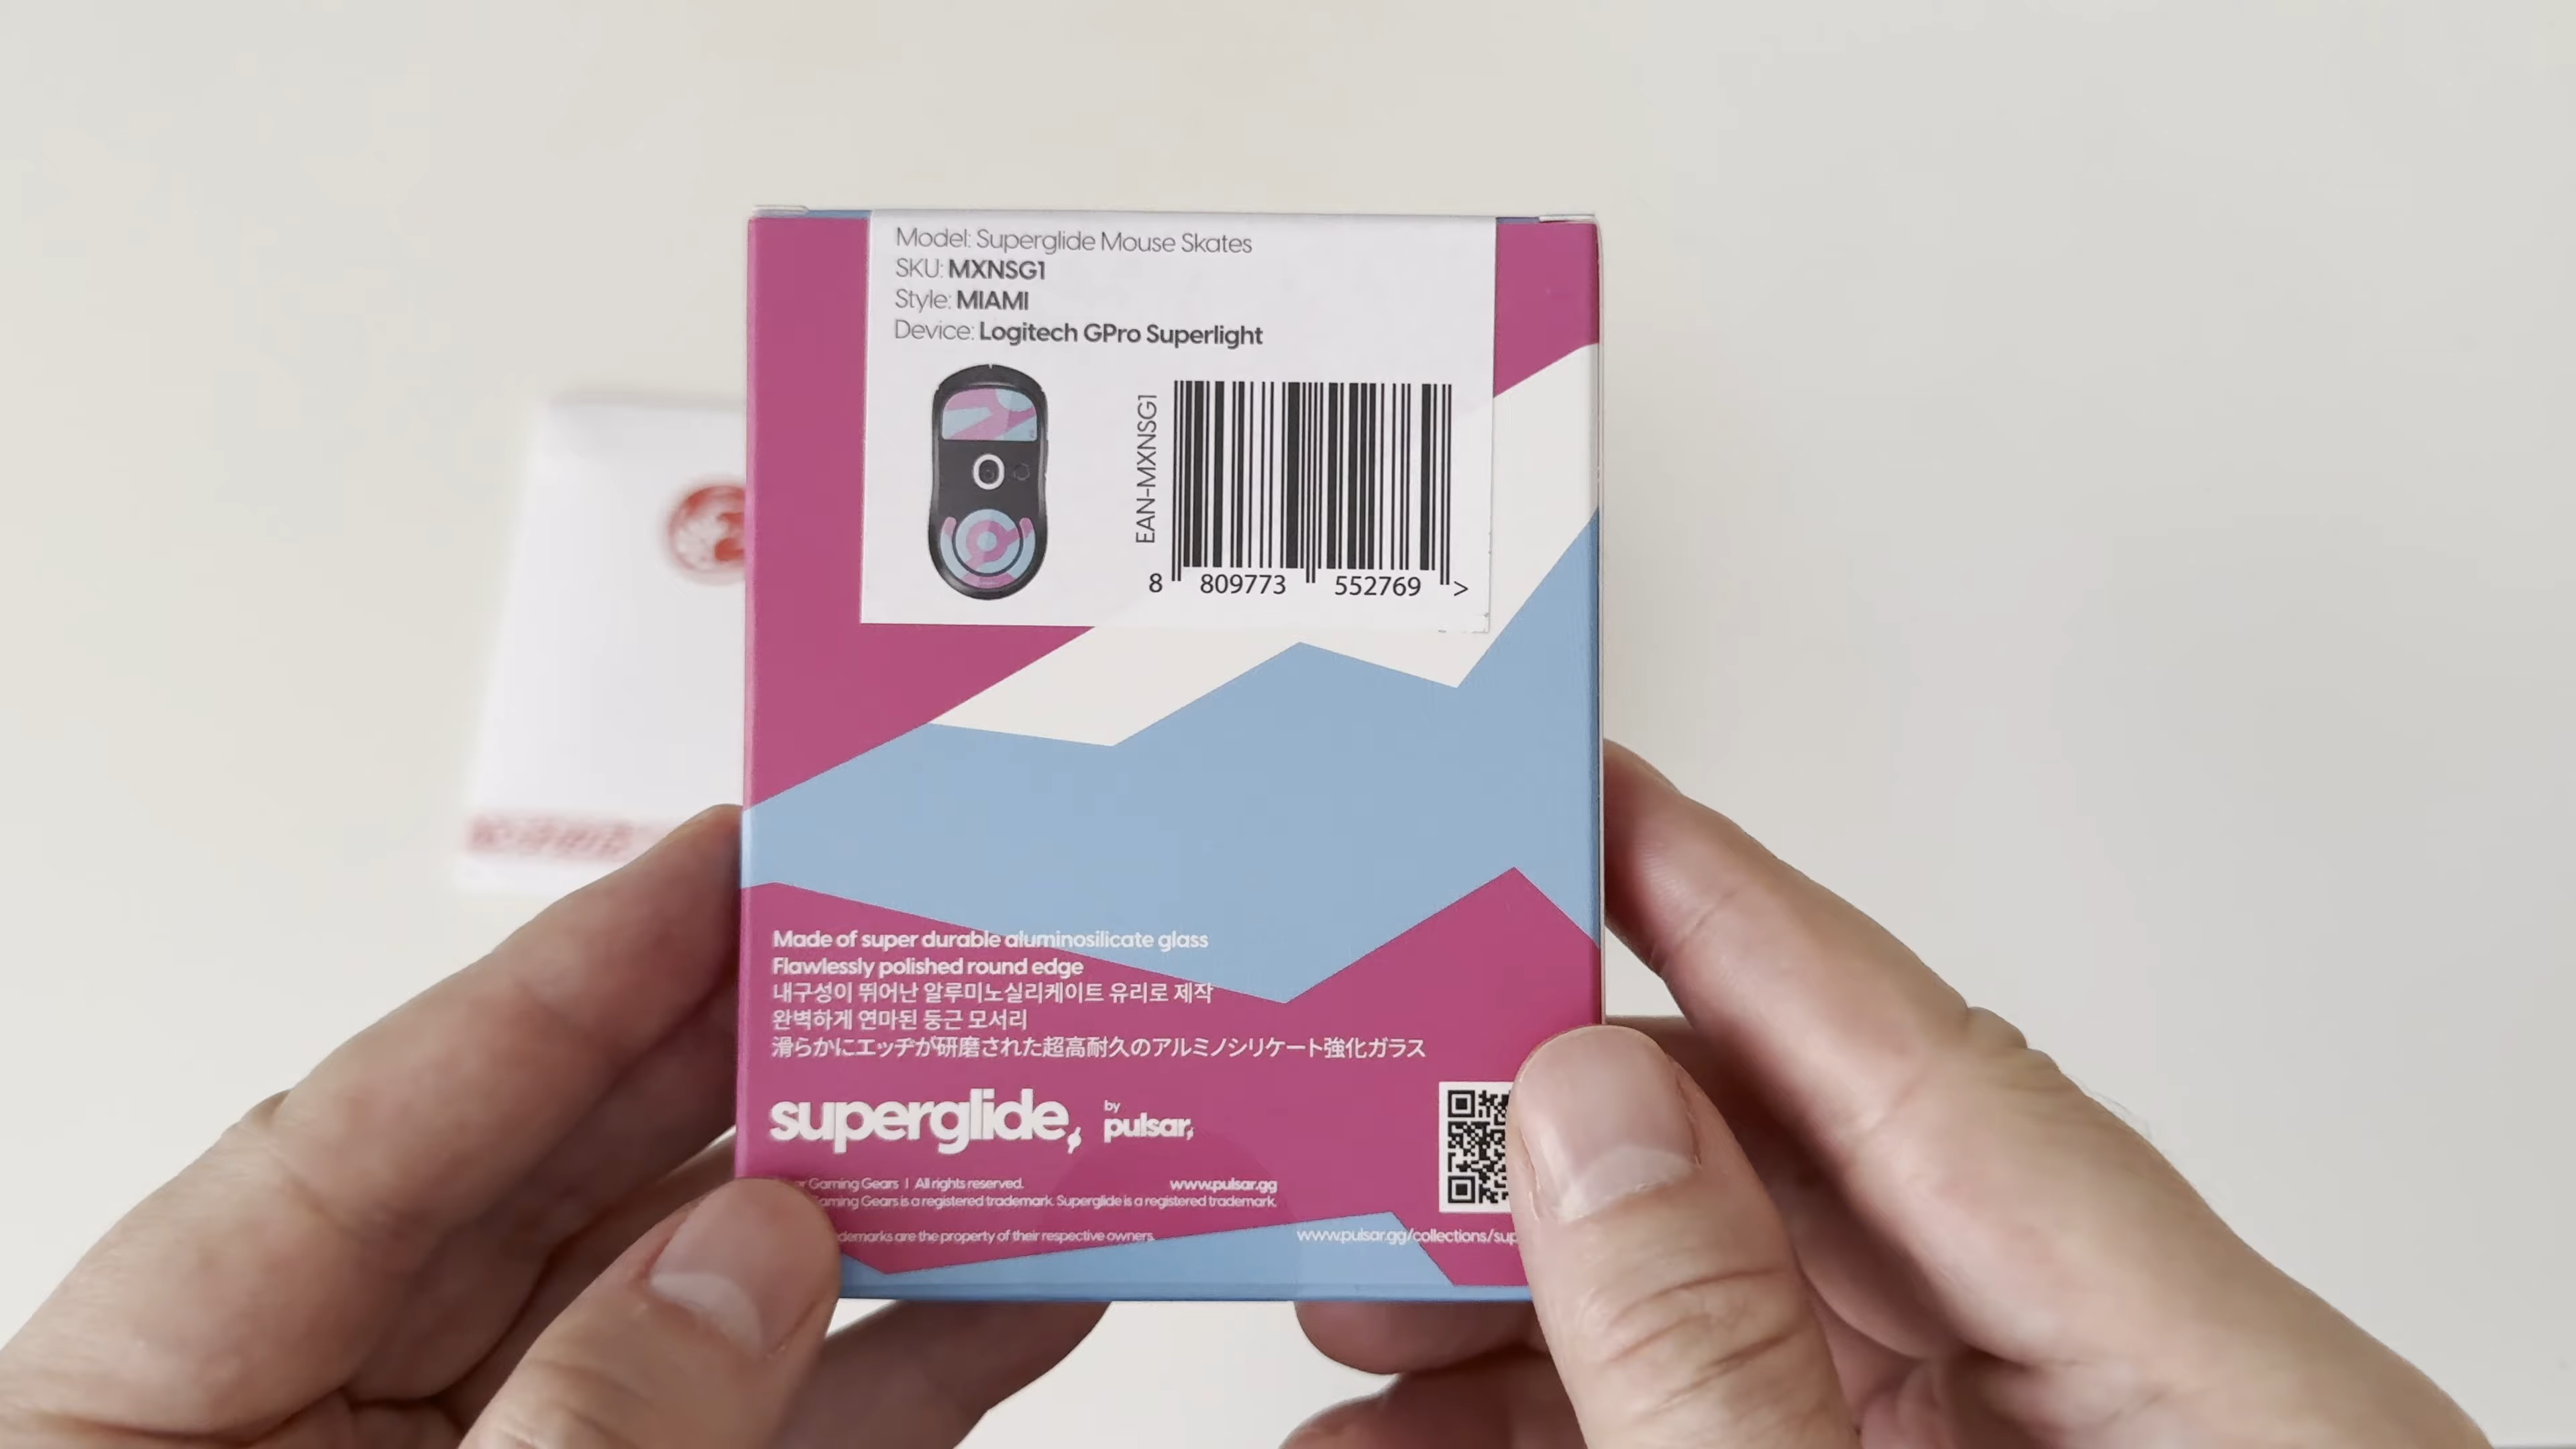 Model: Superglide Mouse Skates
SKU: MXNSG1
Style: MIAMI
Device: Logitech GPro Superlight
EAN-MXNSG1
8 809773 552769 >
Made of super durable aluminosilicate glass
Flawlessly polished round edge
내구성이 뛰어난 알루미노실리케이트 유리로 제작
완벽하게 연마된 둥근 모서리
滑らかにエッヂが研磨された超高耐久のアルミノシリケート強化ガラス
superglide, by pulsar,
Gaming Gears | All rights reserved. www.pulsar.gg
Gears is a registered trademark. Superglide is a registered trademark.
are the property of their respective owners. www.pulsar.gg/collections/sup